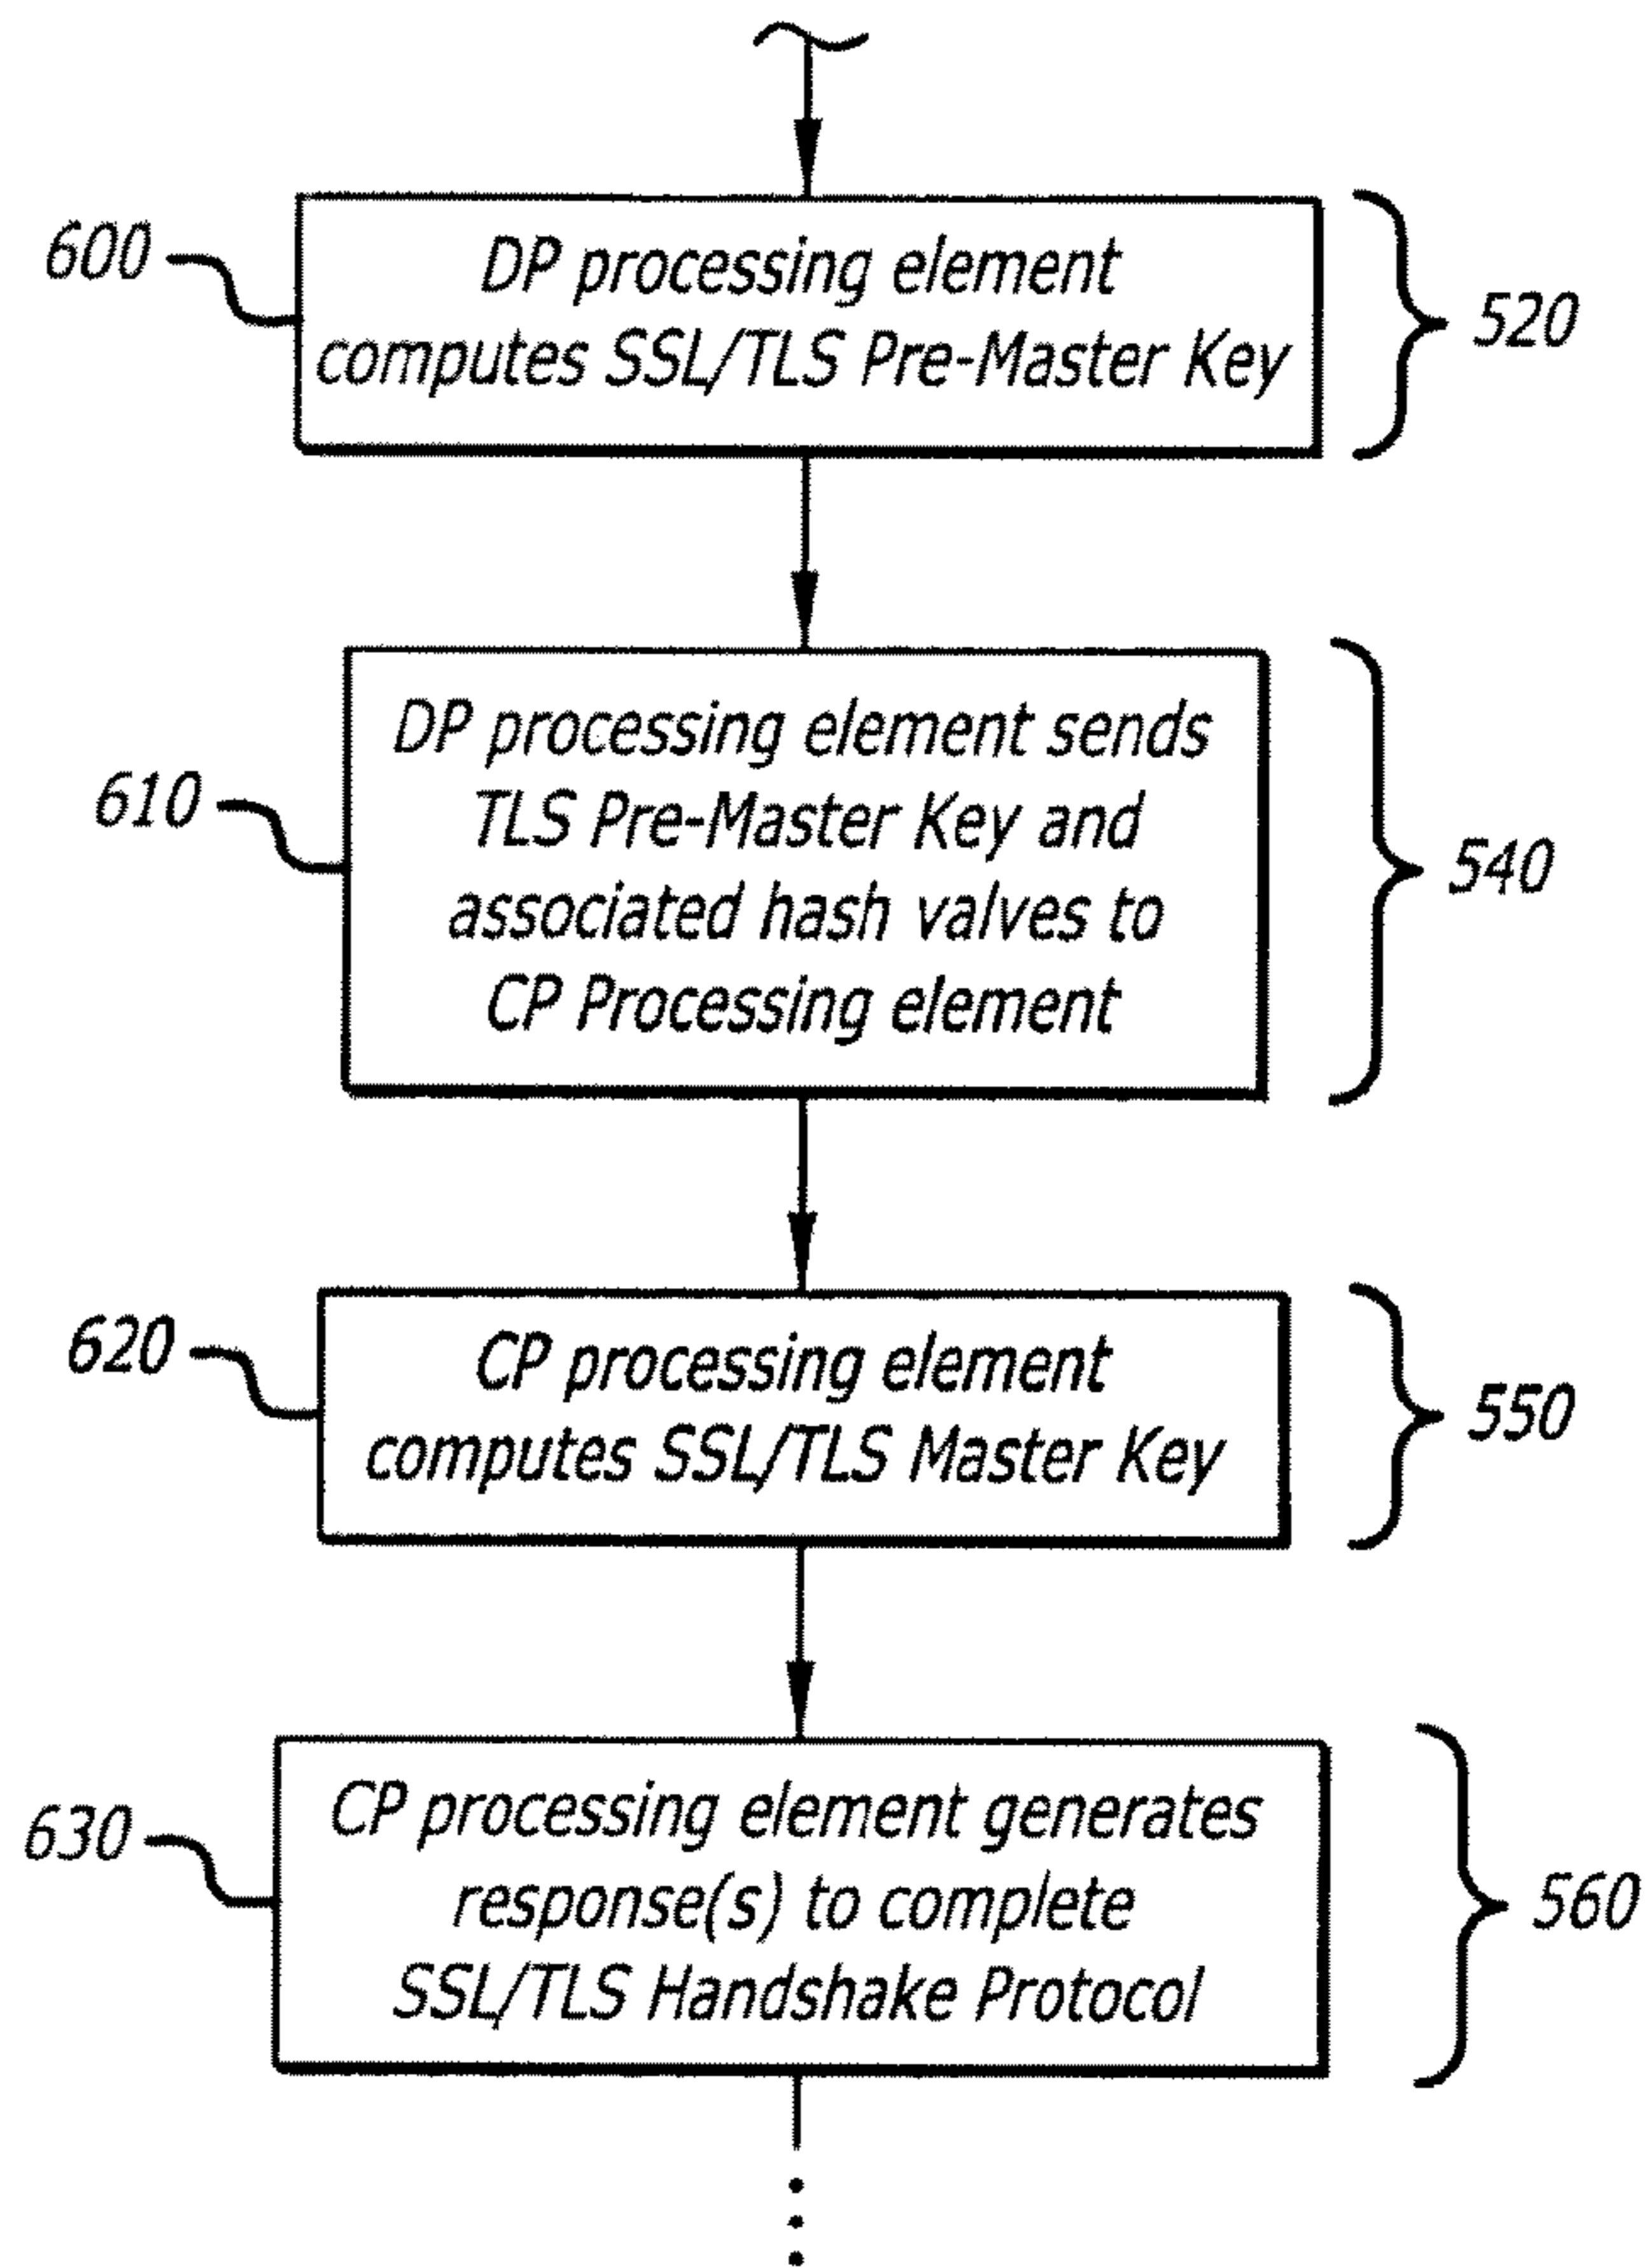 600
DP processing element
computes SSL/TLS Pre-Master Key
520
610
DP processing element sends
TLS Pre-Master Key and
associated hash valves to
CP Processing element
540
620
CP processing element
computes SSL/TLS Master Key
550
630
CP processing element generates
response(s) to complete
SSL/TLS Handshake Protocol
560